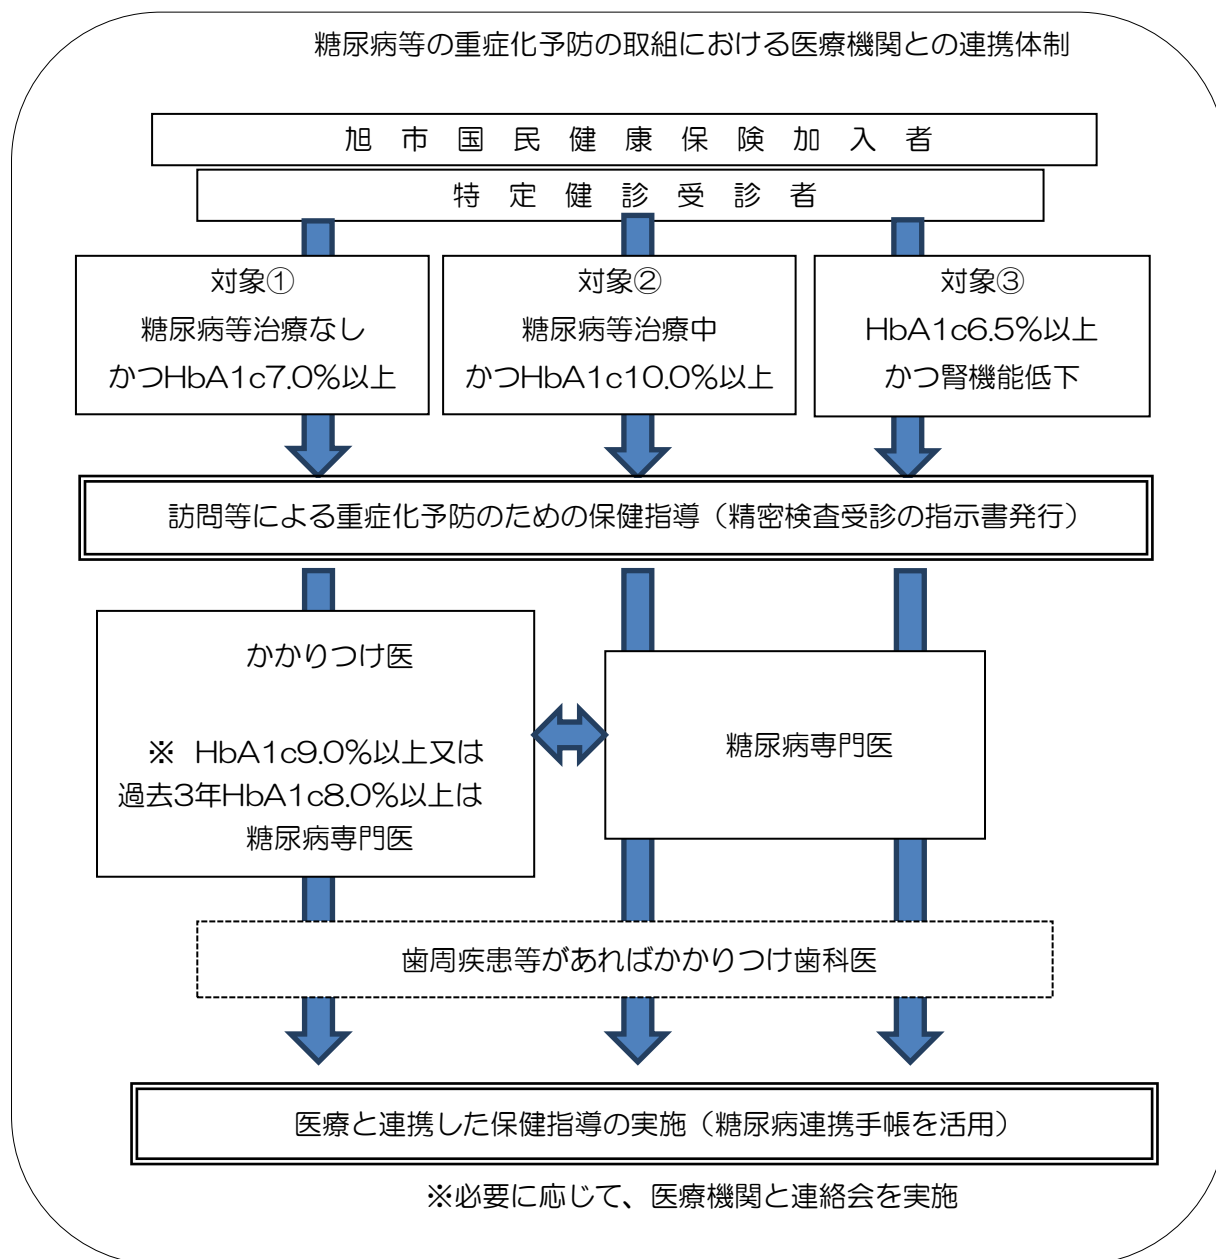 糖尿病等の重症化予防の取組における医療機関との連携体制
旭市国民健康保険加入者
特定健診受診者
対象①
糖尿病等治療なし
かつHbA1c7.0%以上
対象②
糖尿病等治療中
かつHbA1c10.0%以上
対象③
HbA1c6.5%以上
かつ腎機能低下
訪問等による重症化予防のための保健指導（精密検査受診の指示書発行）
かかりつけ医
※ HbA1c9.0%以上又は
過去3年HbA1c8.0%以上は
糖尿病専門医
糖尿病専門医
歯周疾患等があればかかりつけ歯科医
医療と連携した保健指導の実施（糖尿病連携手帳を活用）
※必要に応じて、医療機関と連絡会を実施